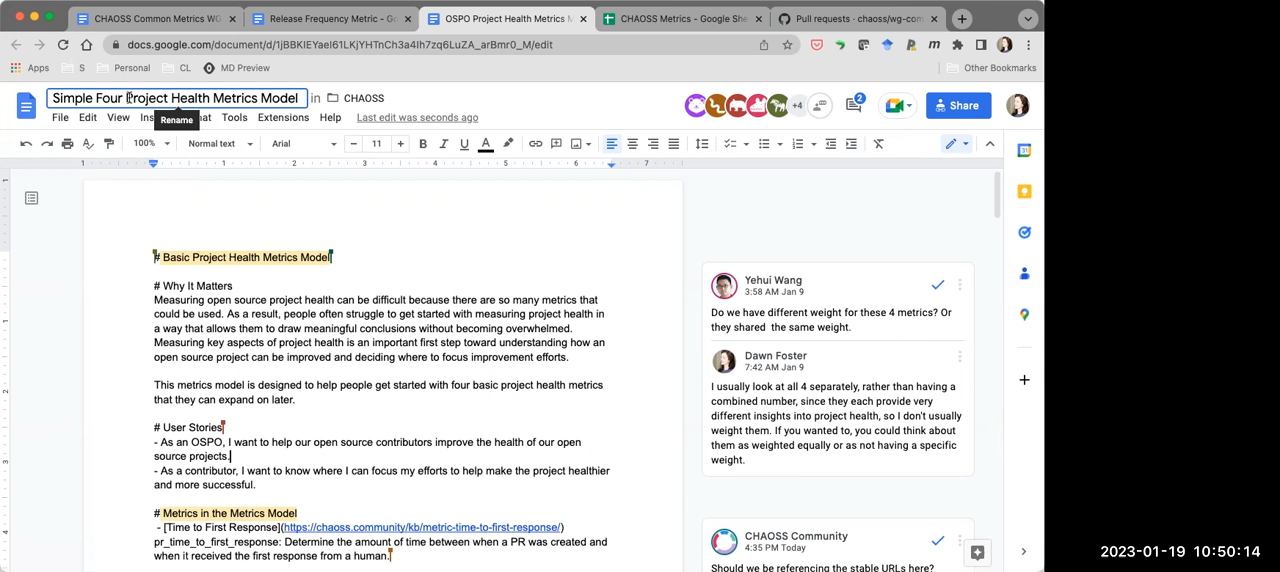 CHAOSS Common Metrics WG
Release Frequency Metric - Go
OSPO Project Health Metrics M
CHAOSS Metrics - Google She
Pull requests · chaoss/wg-com
docs.google.com/document/d/1jBBKIEYaeI61LKjYHTnCh3a4Ih7zq6LuZA_arBmr0_M/edit
Apps
S
Personal
CL
MD Preview
Other Bookmarks
Simple Four Project Health Metrics Model
in
CHAOSS
+4
2
Share
File
Edit
View
Ins
at
Tools
Extensions
Help
Last edit was seconds ago
Rename
100%
Normal text
Arial
11
B
I
U
A
1
1
2
3
4
5
6
7
# Basic Project Health Metrics Model
# Why It Matters
Measuring open source project health can be difficult because there are so many metrics that
could be used. As a result, people often struggle to get started with measuring project health in
a way that allows them to draw meaningful conclusions without becoming overwhelmed.
Measuring key aspects of project health is an important first step toward understanding how an
open source project can be improved and deciding where to focus improvement efforts.
This metrics model is designed to help people get started with four basic project health metrics
that they can expand on later.
# User Stories
- As an OSPO, I want to help our open source contributors improve the health of our open
source projects.
- As a contributor, I want to know where I can focus my efforts to help make the project healthier
and more successful.
# Metrics in the Metrics Model
- [Time to First Response](https://chaoss.community/kb/metric-time-to-first-response/)
pr_time_to_first_response: Determine the amount of time between when a PR was created and
when it received the first response from a human.
Yehui Wang
3:58 AM Jan 9
Do we have different weight for these 4 metrics? Or
they shared the same weight.
Dawn Foster
7:42 AM Jan 9
I usually look at all 4 separately, rather than having a
combined number, since they each provide very
different insights into project health, so I don't usually
weight them. If you wanted to, you could think about
them as weighted equally or as not having a specific
weight.
CHAOSS Community
4:35 PM Today
Should we be referencing the stable URLs here?
2023-01-19 10:50:14